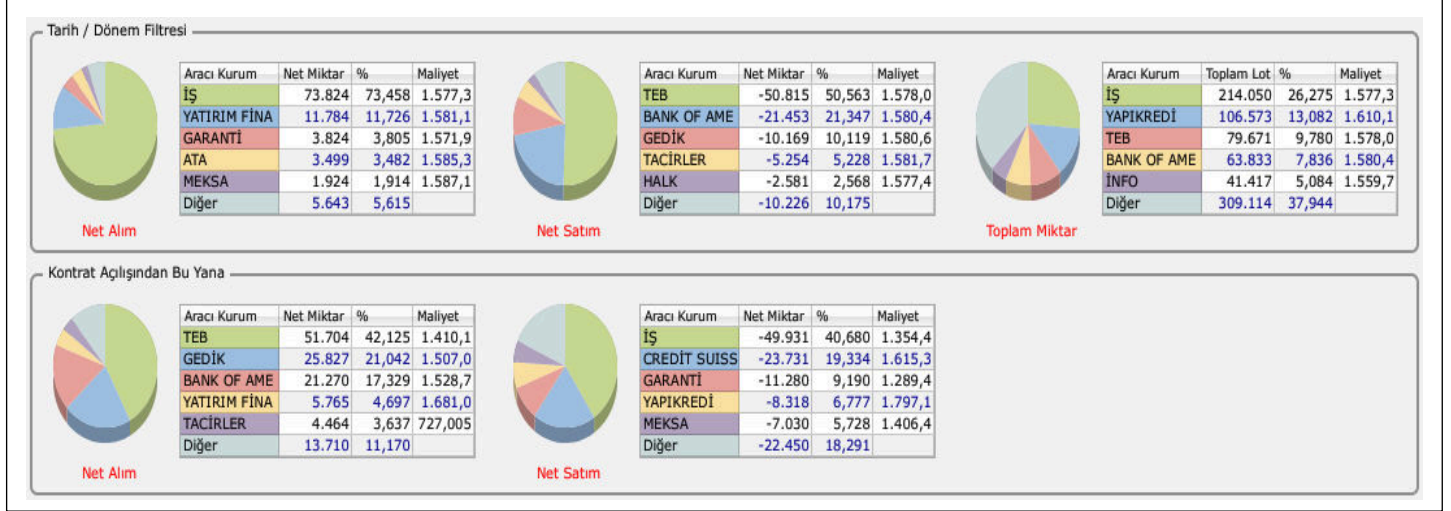 Tarih / Dönem Filtresi
Aracı Kurum Net Miktar % Maliyet
İŞ 73.824 73,458 1.577,3
YATIRIM FİNA 11.784 11,726 1.581,1
GARANTİ 3.824 3,805 1.571,9
ATA 3.499 3,482 1.585,3
MEKSA 1.924 1,914 1.587,1
Diğer 5.643 5,615
Net Alım
Aracı Kurum Net Miktar % Maliyet
TEB -50.815 50,563 1.578,0
BANK OF AME -21.453 21,347 1.580,4
GEDİK -10.169 10,119 1.580,6
TACİRLER -5.254 5,228 1.581,7
HALK -2.581 2,568 1.577,4
Diğer -10.226 10,175
Net Satım
Aracı Kurum Toplam Lot % Maliyet
İŞ 214.050 26,275 1.577,3
YAPIKREDİ 106.573 13,082 1.610,1
TEB 79.671 9,780 1.578,0
BANK OF AME 63.833 7,836 1.580,4
İNFO 41.417 5,084 1.559,7
Diğer 309.114 37,944
Toplam Miktar
Kontrat Açılışından Bu Yana
Aracı Kurum Net Miktar % Maliyet
TEB 51.704 42,125 1.410,1
GEDİK 25.827 21,042 1.507,0
BANK OF AME 21.270 17,329 1.528,7
YATIRIM FİNA 5.765 4,697 1.681,0
TACİRLER 4.464 3,637 727,005
Diğer 13.710 11,170
Net Alım
Aracı Kurum Net Miktar % Maliyet
İŞ -49.931 40,680 1.354,4
CREDİT SUISS -23.731 19,334 1.615,3
GARANTİ -11.280 9,190 1.289,4
YAPIKREDİ -8.318 6,777 1.797,1
MEKSA -7.030 5,728 1.406,4
Diğer -22.450 18,291
Net Satım